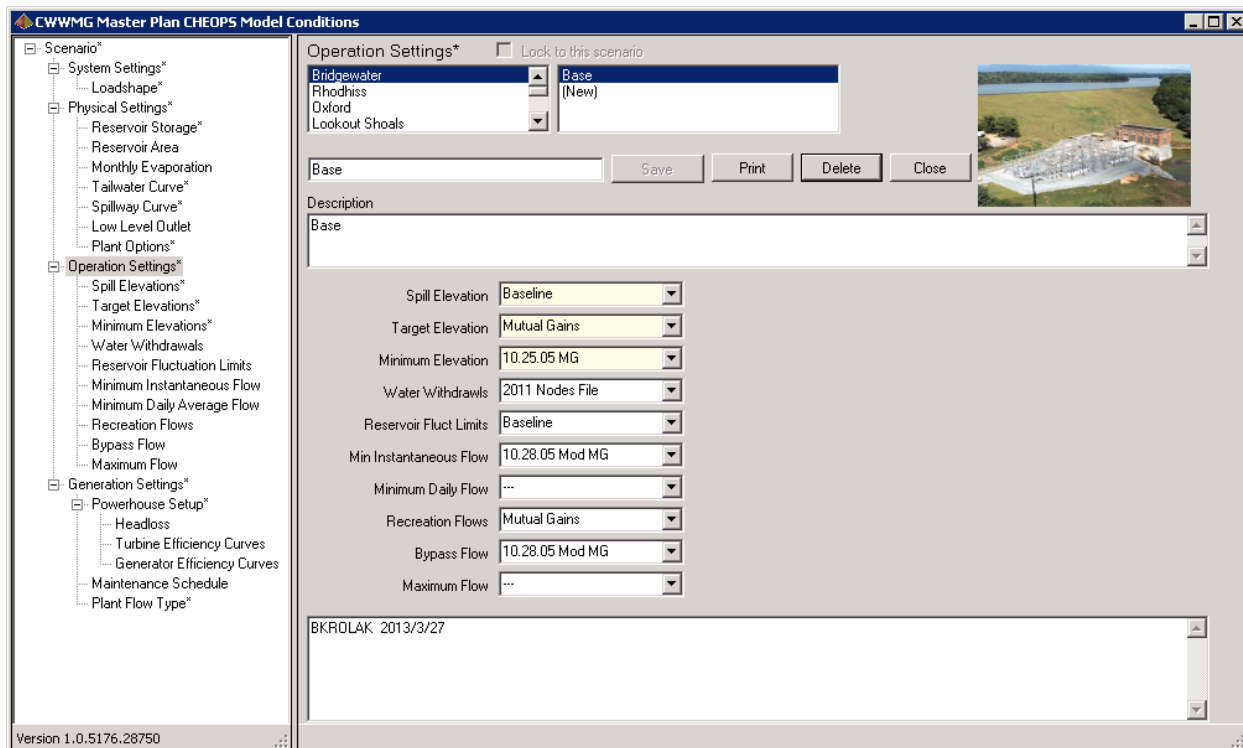 CWWMG Master Plan CHEOPS Model Conditions
Scenario*
System Settings*
Loadshape*
Physical Settings*
Reservoir Storage*
Reservoir Area
Monthly Evaporation
Tailwater Curve*
Spillway Curve*
Low Level Outlet
Plant Options*
Operation Settings*
Spill Elevations*
Target Elevations*
Minimum Elevations*
Water Withdrawals
Reservoir Fluctuation Limits
Minimum Instantaneous Flow
Minimum Daily Average Flow
Recreation Flows
Bypass Flow
Maximum Flow
Generation Settings*
Powerhouse Setup*
Headloss
Turbine Efficiency Curves
Generator Efficiency Curves
Maintenance Schedule
Plant Flow Type*
Version 1.0.5176.28750
Operation Settings* Lock to this scenario
Bridgewater
Rhodhiss
Oxford
Lookout Shoals
Base
(New)
Base Save Print Delete Close
Description
Base
Spill Elevation Baseline
Target Elevation Mutual Gains
Minimum Elevation 10.25.05 MG
Water Withdrawls 2011 Nodes File
Reservoir Fluct Limits Baseline
Min Instantaneous Flow 10.28.05 Mod MG
Minimum Daily Flow ---
Recreation Flows Mutual Gains
Bypass Flow 10.28.05 Mod MG
Maximum Flow ---
BKROLAK 2013/3/27